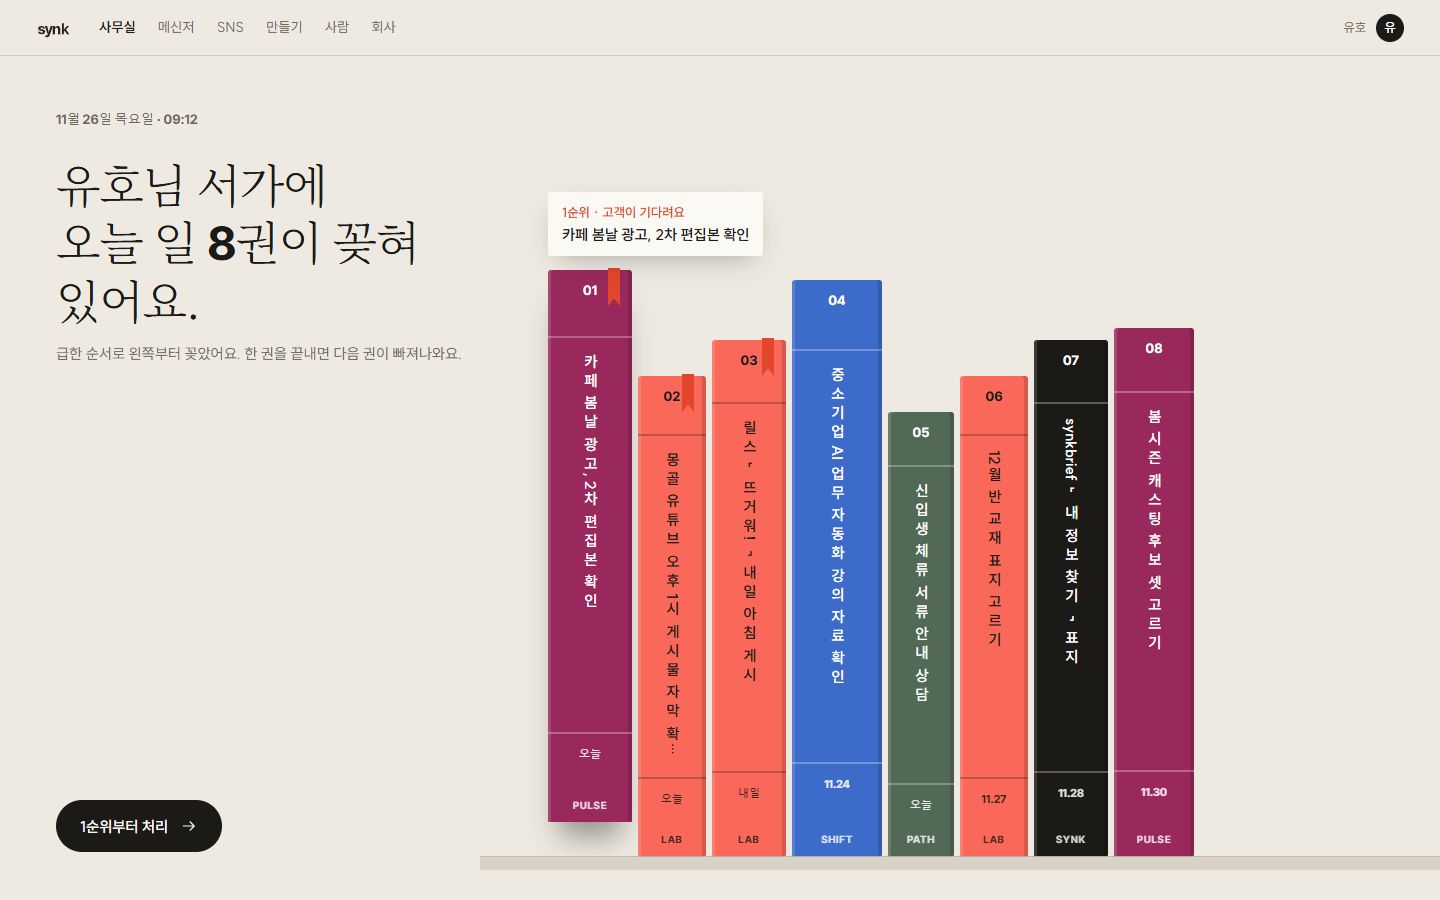 synk
사무실
메신저
SNS
만들기
사람
회사
유호
유
11월 26일 목요일 · 09:12
유호님 서가에
오늘 일 8권이 꽂혀
있어요.
급한 순서로 왼쪽부터 꽂았어요. 한 권을 끝내면 다음 권이 빠져나와요.
1순위부터 처리 →
1순위 · 고객이 기다려요
카페 봄날 광고, 2차 편집본 확인
01
카페 봄날 광고, 2차 편집본 확인
오늘
PULSE
02
몽골 유튜브 오후 1시 게시물 자막 확…
오늘
LAB
03
릴스 「뜨거워!」 내일 아침 게시
내일
LAB
04
중소기업 AI 업무 자동화 강의 자료 확인
11.24
SHIFT
05
신입생 체류 서류 안내 상담
오늘
PATH
06
12월 반 교재 표지 고르기
11.27
LAB
07
synkbrief 「내 정보 찾기」 표지
11.28
SYNK
08
봄 시즌 캐스팅 후보 셋 고르기
11.30
PULSE